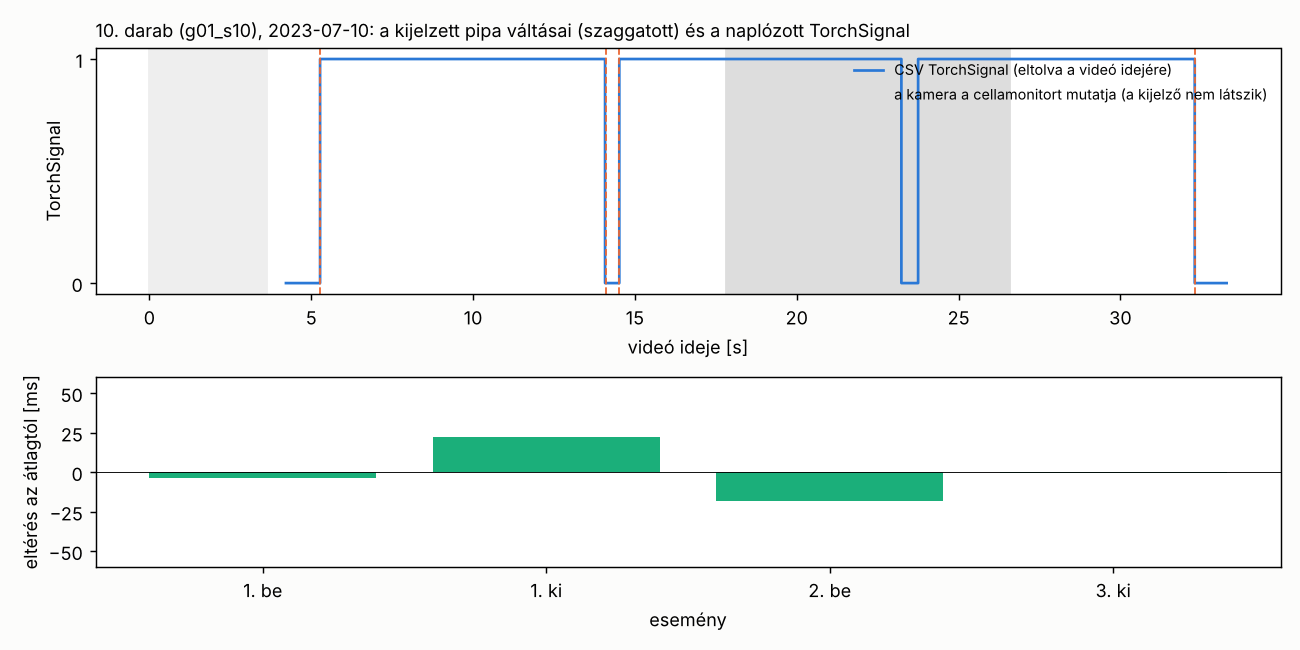 10. darab (g01_s10), 2023-07-10: a kijelzett pipa váltásai (szaggatott) és a naplózott TorchSignal
1
CSV TorchSignal (eltolva a videó idejére)
a kamera a cellamonitort mutatja (a kijelző nem látszik)
TorchSignal
0
0 5 10 15 20 25 30
videó ideje [s]
50
25
0
−25
−50
eltérés az átlagtól [ms]
1. be 1. ki 2. be 3. ki
esemény